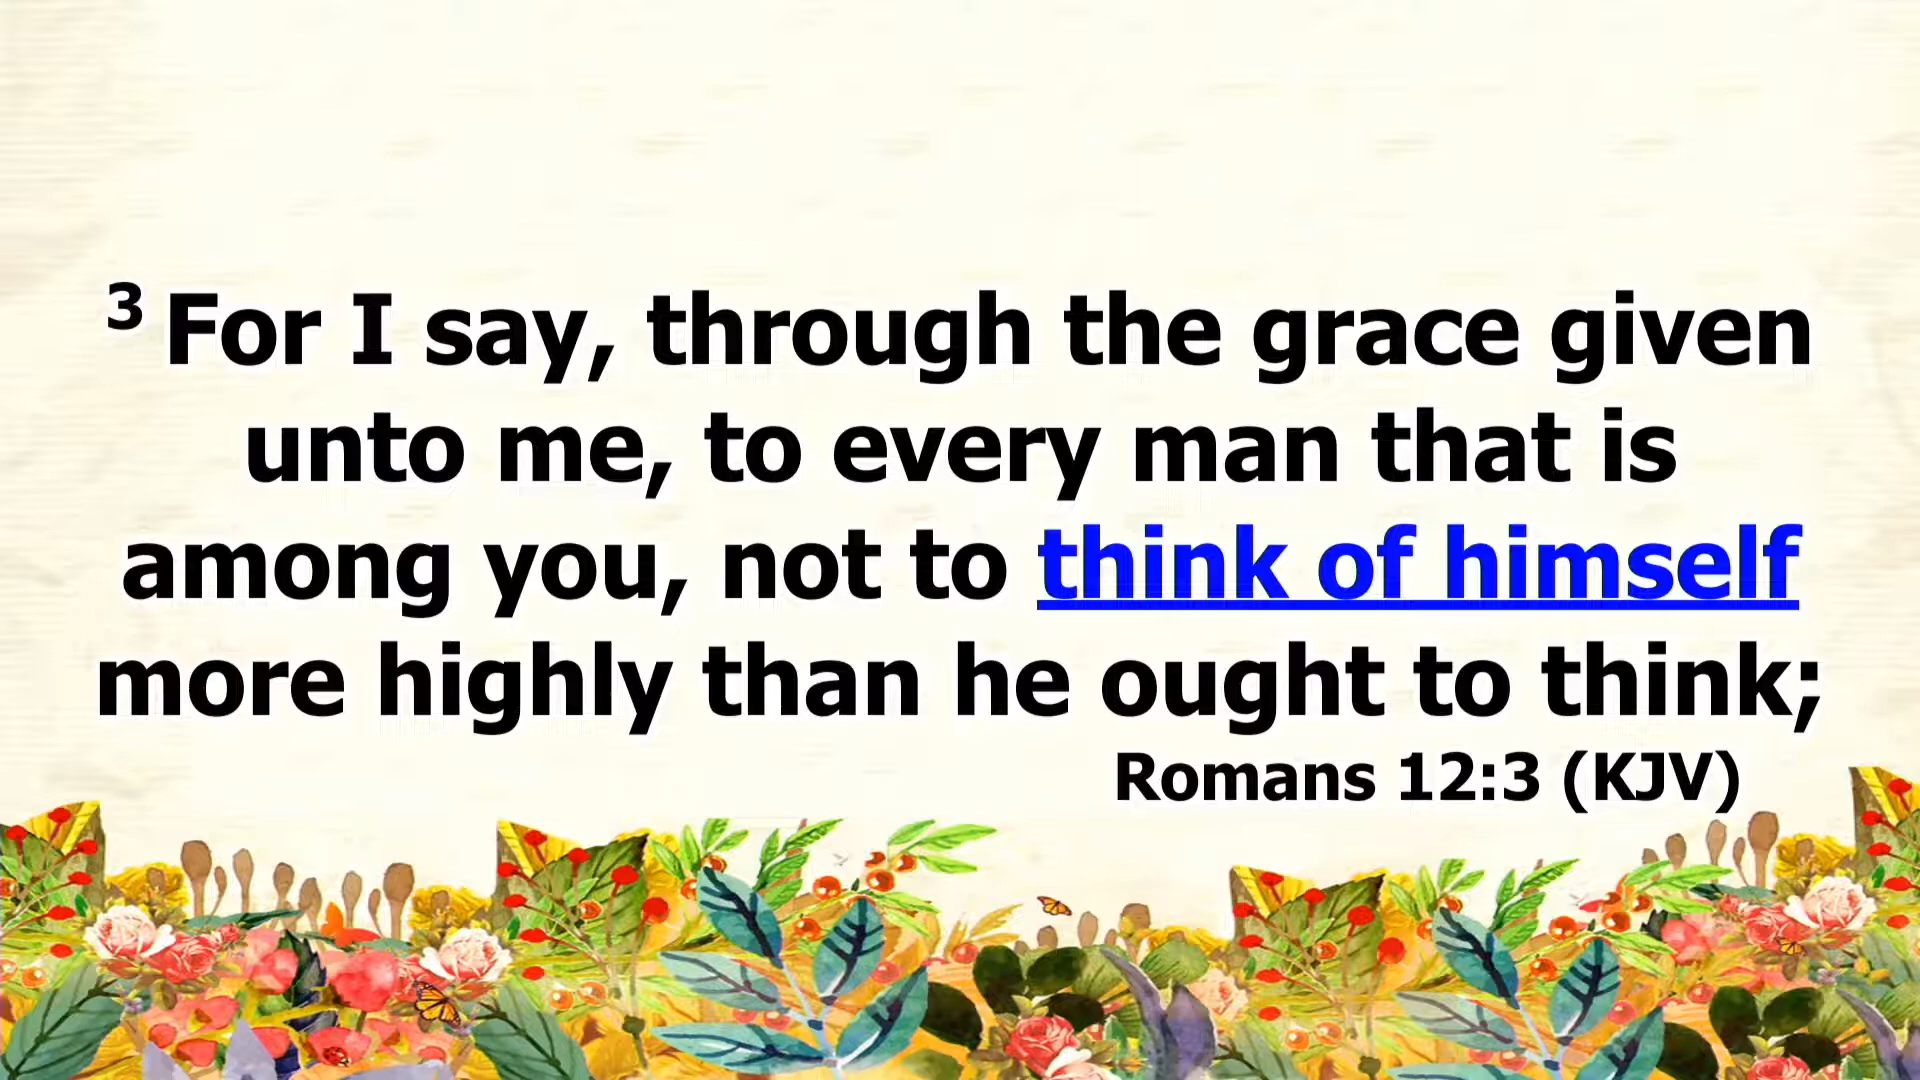 3 For I say, through the grace given
unto me, to every man that is
among you, not to think of himself
more highly than he ought to think;
Romans 12:3 (KJV)